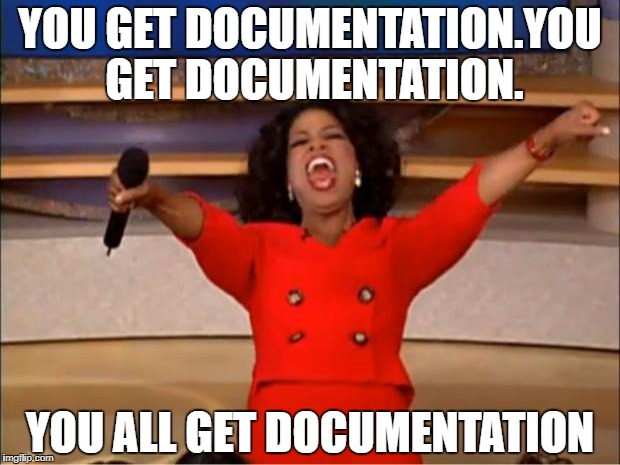 YOU GET DOCUMENTATION.YOU
GET DOCUMENTATION.
YOU ALL GET DOCUMENTATION
imgflip.com